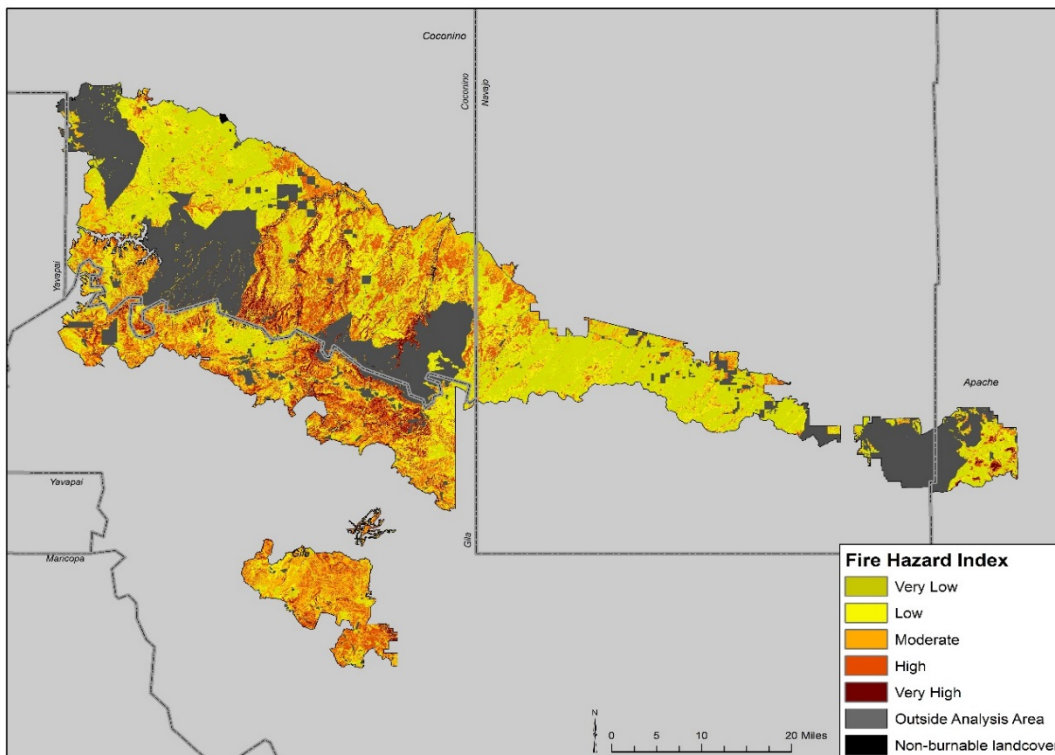 Coconino
Coconino
Navajo
Yavapai
Apache
Yavapai
Maricopa
Gila
Gila
Fire Hazard Index
Very Low
Low
Moderate
High
Very High
Outside Analysis Area
Non-burnable landcover
N
0 5 10 20 Miles